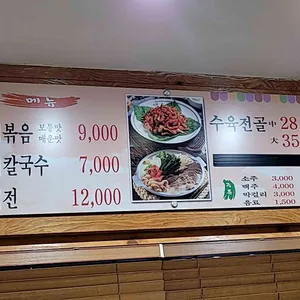 메뉴
볶음 보통맛 매운맛 9,000
칼국수 7,000
전 12,000
수육전골 中 28
大 35
소주 3,000
맥주 4,000
막걸리 3,000
음료 1,500